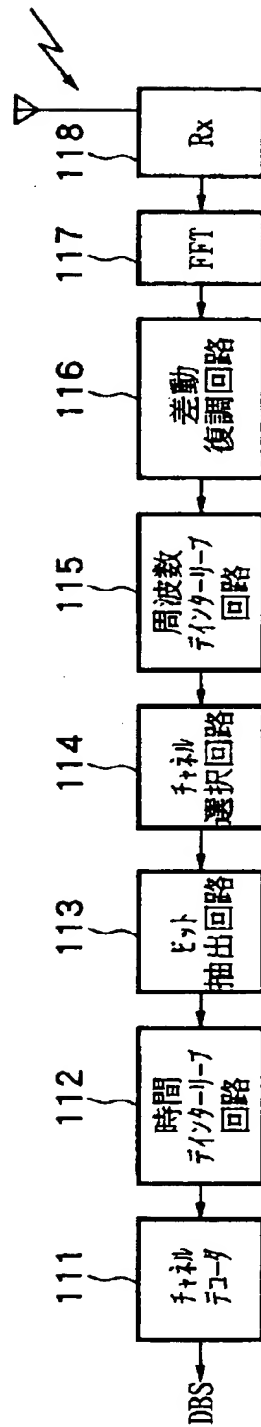 111
112
113
114
115
116
117
118
DBS
チャネル
デコーダ
時間
デインターリーブ
回路
ビット
抽出回路
チャネル
選択回路
周波数
デインターリーブ
回路
差動
復調回路
FFT
Rx